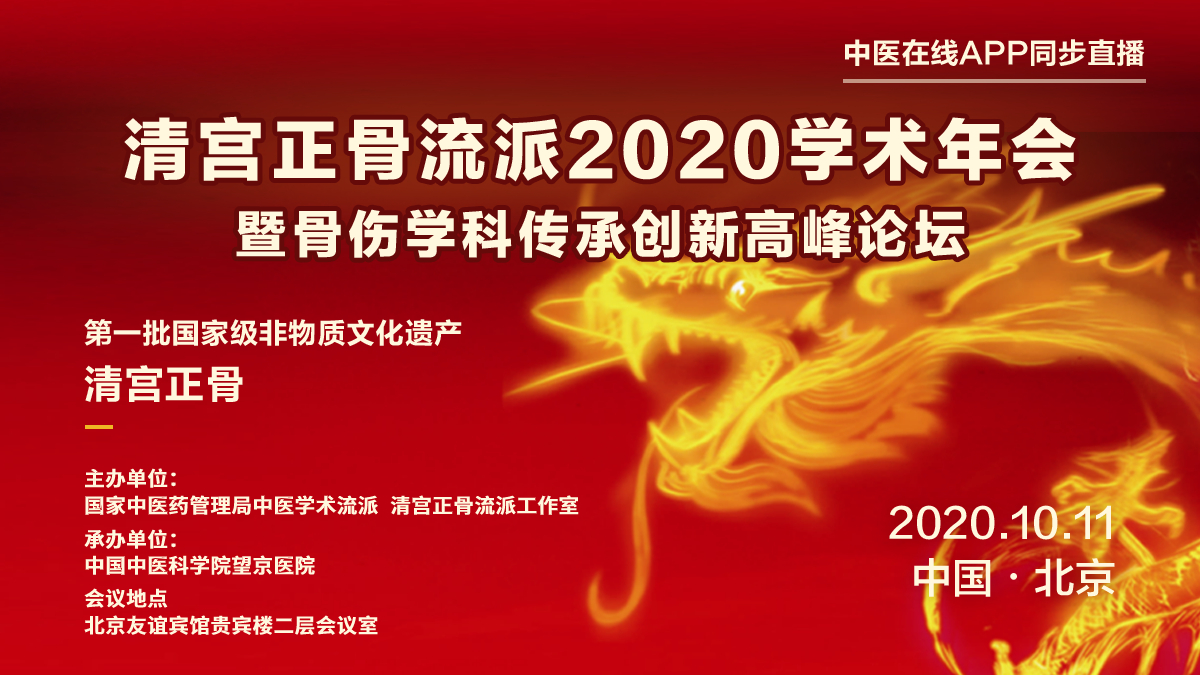 中医在线APP同步直播
清宫正骨流派2020学术年会
暨骨伤学科传承创新高峰论坛
第一批国家级非物质文化遗产
清宫正骨
主办单位：
国家中医药管理局中医学术流派 清宫正骨流派工作室
承办单位：
中国中医科学院望京医院
会议地点
北京友谊宾馆贵宾楼二层会议室
2020.10.11
中国·北京